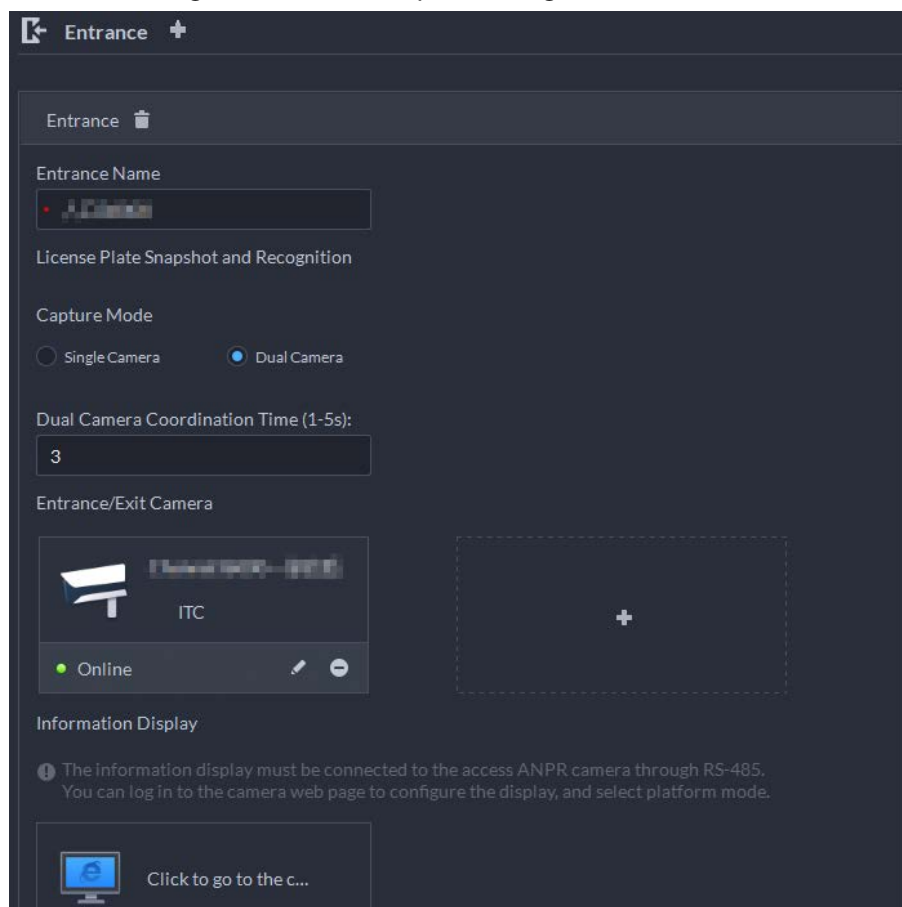 Entrance
Entrance
Entrance Name
License Plate Snapshot and Recognition
Capture Mode
Single Camera Dual Camera
Dual Camera Coordination Time (1-5s):
3
Entrance/Exit Camera
ITC
Online
Information Display
The information display must be connected to the access ANPR camera through RS-485.
You can log in to the camera web page to configure the display, and select platform mode.
Click to go to the c...